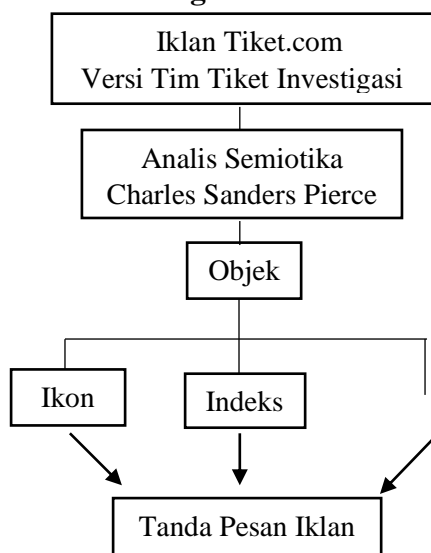 Iklan Tiket.com
Versi Tim Tiket Investigasi
Analis Semiotika
Charles Sanders Pierce
Objek
Ikon
Indeks
Tanda Pesan Iklan